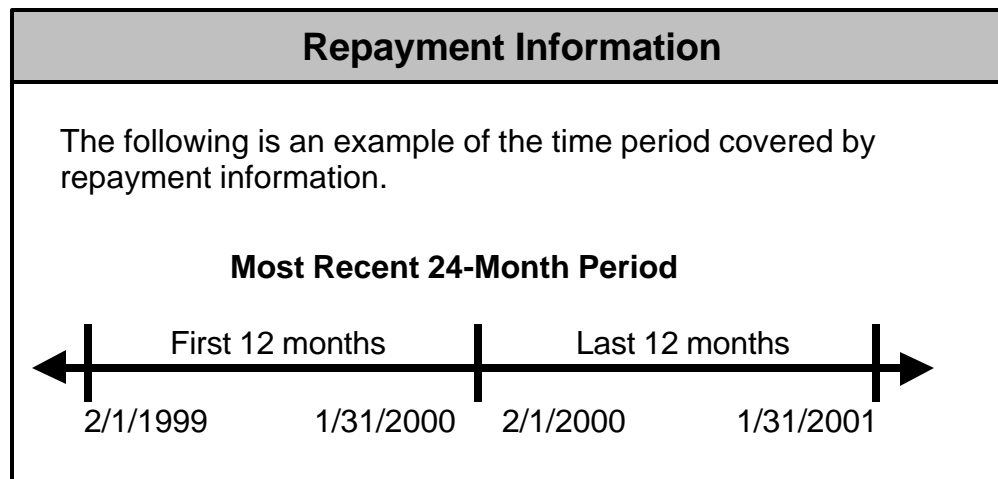 Repayment Information
The following is an example of the time period covered by
repayment information.
Most Recent 24-Month Period
First 12 months Last 12 months
2/1/1999 1/31/2000 2/1/2000 1/31/2001